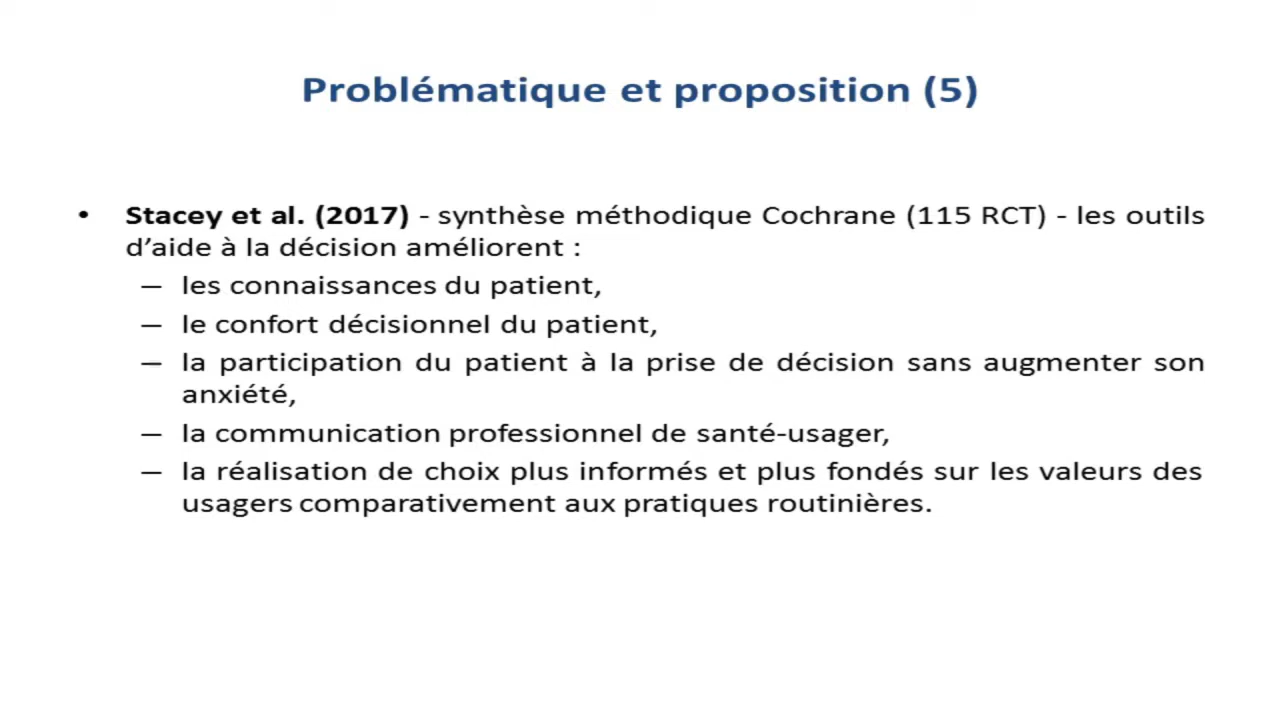 Problématique et proposition (5)
• Stacey et al. (2017) - synthèse méthodique Cochrane (115 RCT) - les outils
d’aide à la décision améliorent :
– les connaissances du patient,
– le confort décisionnel du patient,
– la participation du patient à la prise de décision sans augmenter son
anxiété,
– la communication professionnel de santé-usager,
– la réalisation de choix plus informés et plus fondés sur les valeurs des
usagers comparativement aux pratiques routinières.